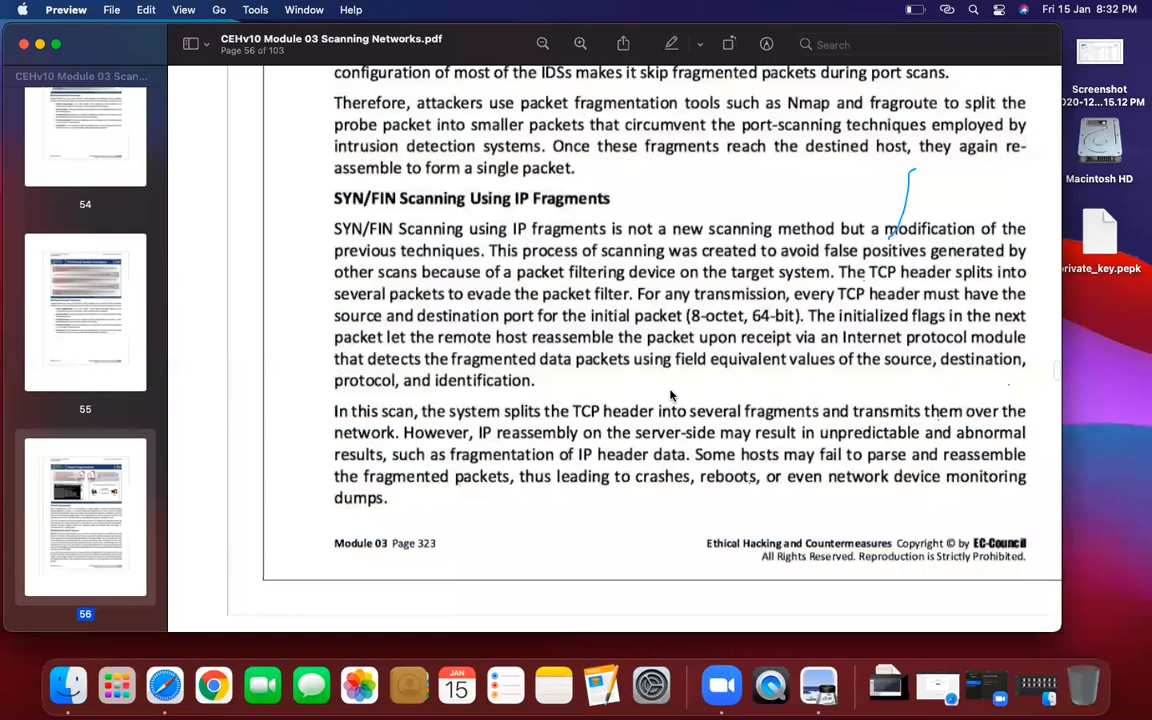 Preview File Edit View Go Tools Window Help Fri 15 Jan 8:32 PM
CEHv10 Module 03 Scanning Networks.pdf
Page 56 of 103
Search
CEHv10 Module 03 Scan...
54
55
56
configuration of most of the IDSs makes it skip fragmented packets during port scans.
Therefore, attackers use packet fragmentation tools such as Nmap and fragroute to split the
probe packet into smaller packets that circumvent the port-scanning techniques employed by
intrusion detection systems. Once these fragments reach the destined host, they again re-
assemble to form a single packet.
SYN/FIN Scanning Using IP Fragments
SYN/FIN Scanning using IP fragments is not a new scanning method but a modification of the
previous techniques. This process of scanning was created to avoid false positives generated by
other scans because of a packet filtering device on the target system. The TCP header splits into
several packets to evade the packet filter. For any transmission, every TCP header must have the
source and destination port for the initial packet (8-octet, 64-bit). The initialized flags in the next
packet let the remote host reassemble the packet upon receipt via an Internet protocol module
that detects the fragmented data packets using field equivalent values of the source, destination,
protocol, and identification.
In this scan, the system splits the TCP header into several fragments and transmits them over the
network. However, IP reassembly on the server-side may result in unpredictable and abnormal
results, such as fragmentation of IP header data. Some hosts may fail to parse and reassemble
the fragmented packets, thus leading to crashes, reboots, or even network device monitoring
dumps.
Module 03 Page 323
Ethical Hacking and Countermeasures Copyright © by EC-Council
All Rights Reserved. Reproduction is Strictly Prohibited.
Screenshot
020-12...15.12 PM
Macintosh HD
private_key.pepk
JAN
15